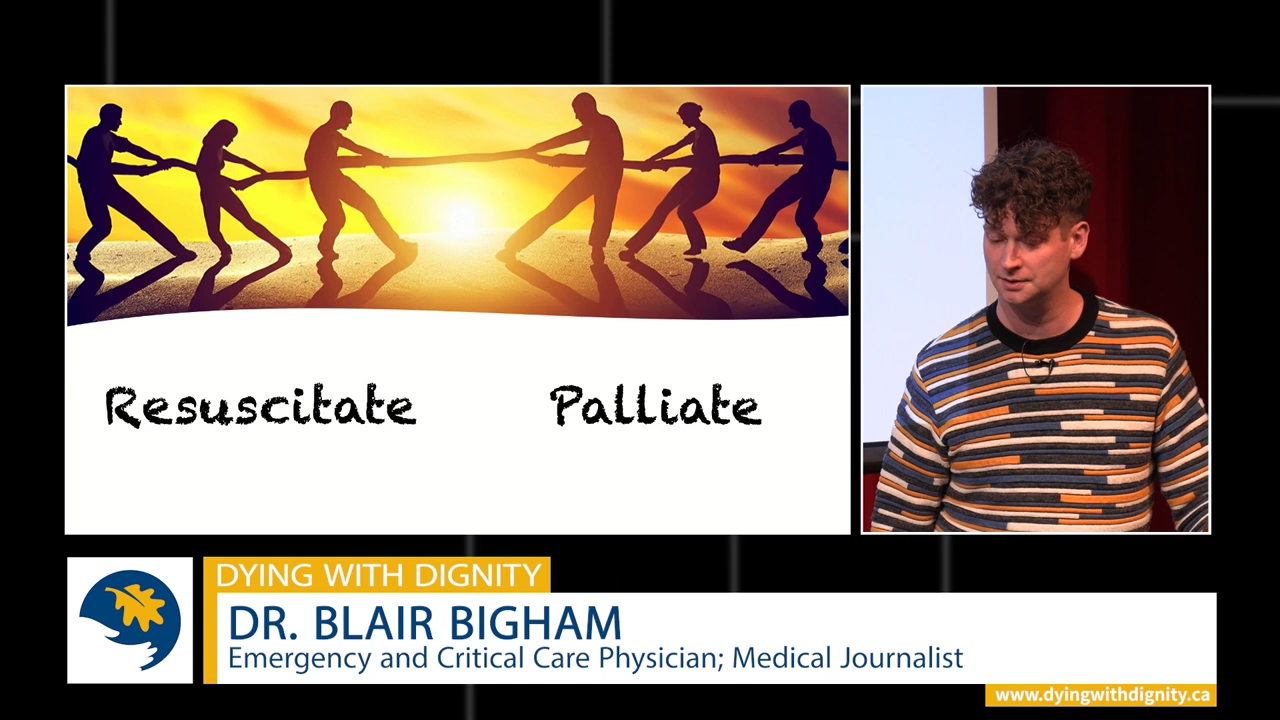 Resuscitate Palliate
DYING WITH DIGNITY
DR. BLAIR BIGHAM
Emergency and Critical Care Physician; Medical Journalist
www.dyingwithdignity.ca